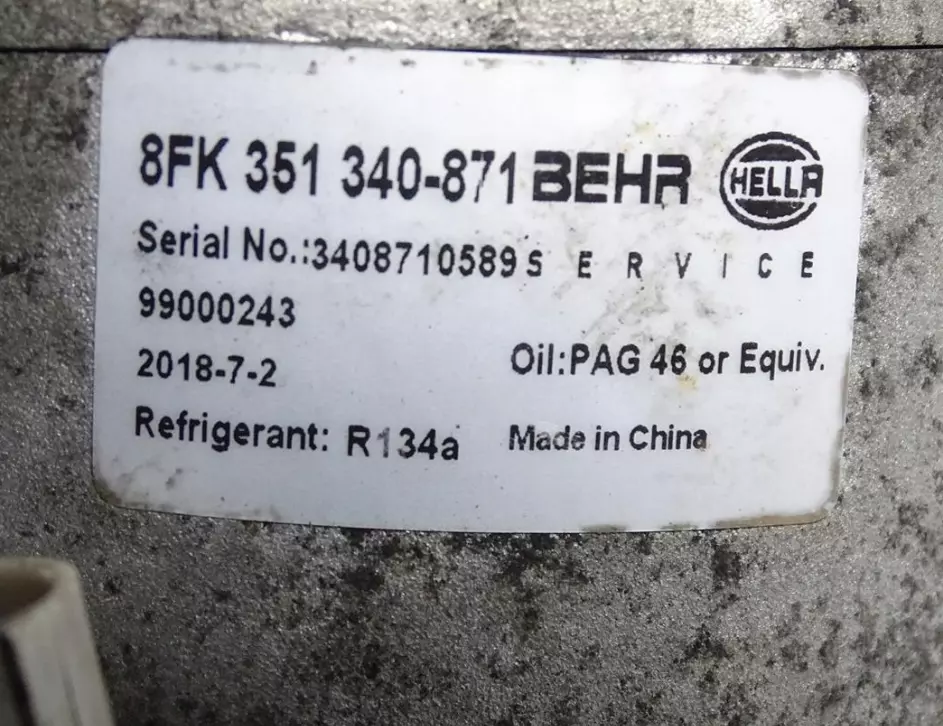 8FK 351 340-871 BEHR HELLA
Serial No.:3408710589 SERVICE
99000243
2018-7-2 Oil:PAG 46 or Equiv.
Refrigerant: R134a Made in China